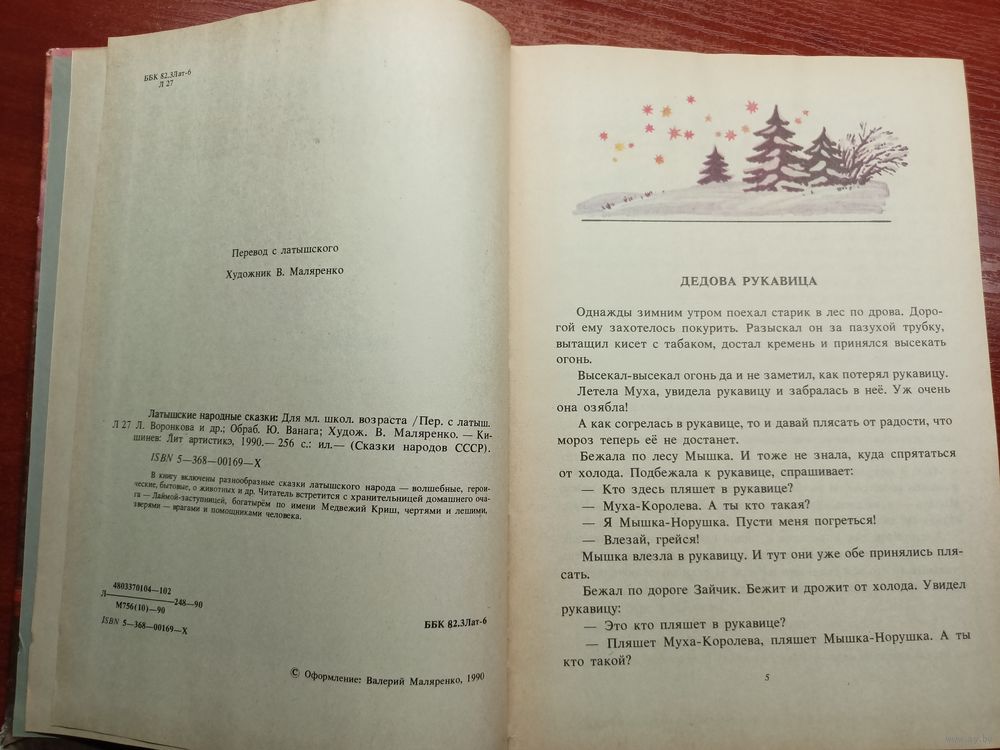 ББК 82.3Лат-6
Л 27
Перевод с латышского
Художник В. Маляренко
Латышские народные сказки: Для мл. школ. возраста /Пер. с латыш.
Л 27 Л. Воронкова и др.; Обраб. Ю. Ванага; Худож. В. Маляренко. — Ки-
шинев: Лит артистикэ, 1990.— 256 с.: ил.— (Сказки народов СССР).
ISBN 5—368—00169—X
В книгу включены разнообразные сказки латышского народа — волшебные, герои-
ческие, бытовые, о животных и др. Читатель встретится с хранительницей домашнего оча-
га — Лаймой-заступницей, богатырём по имени Медвежий Криш, чертями и лешими,
зверями — врагами и помощниками человека.
4803370104—102
Л—248—90
М756(10)—90
ISBN 5—368—00169—X
ББК 82.3Лат-6
© Оформление: Валерий Маляренко, 1990
ДЕДОВА РУКАВИЦА
Однажды зимним утром поехал старик в лес по дрова. Доро-
гой ему захотелось покурить. Разыскал он за пазухой трубку,
вытащил кисет с табаком, достал кремень и принялся высекать
огонь.
Высекал-высекал огонь да и не заметил, как потерял рукавицу.
Летела Муха, увидела рукавицу и забралась в неё. Уж очень
она озябла!
А как согрелась в рукавице, то и давай плясать от радости, что
мороз теперь её не достанет.
Бежала по лесу Мышка. И тоже не знала, куда спрятаться
от холода. Подбежала к рукавице, спрашивает:
— Кто здесь пляшет в рукавице?
— Муха-Королева. А ты кто такая?
— Я Мышка-Норушка. Пусти меня погреться!
— Влезай, грейся!
Мышка влезла в рукавицу. И тут они уже обе принялись пля-
сать.
Бежал по дороге Зайчик. Бежит и дрожит от холода. Увидел
рукавицу:
— Это кто пляшет в рукавице?
— Пляшет Муха-Королева, пляшет Мышка-Норушка. А ты
кто такой?
5
www.ay.by